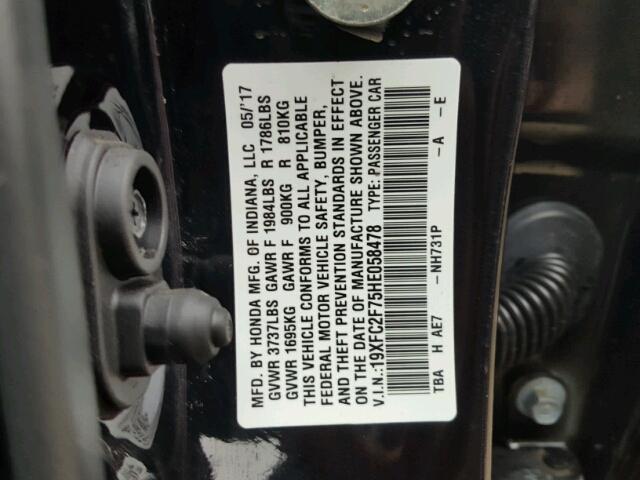 MFD. BY HONDA MFG. OF INDIANA, LLC 05/'17
GVWR 3737LBS GAWR F 1984LBS R 1786LBS
GVWR 1695KG GAWR F 900KG R 810KG
THIS VEHICLE CONFORMS TO ALL APPLICABLE
FEDERAL MOTOR VEHICLE SAFETY, BUMPER,
AND THEFT PREVENTION STANDARDS IN EFFECT
ON THE DATE OF MANUFACTURE SHOWN ABOVE.
V.I.N.:19XFC2F75HE058478 TYPE: PASSENGER CAR
TBA H AE7 -NH731P -A -E